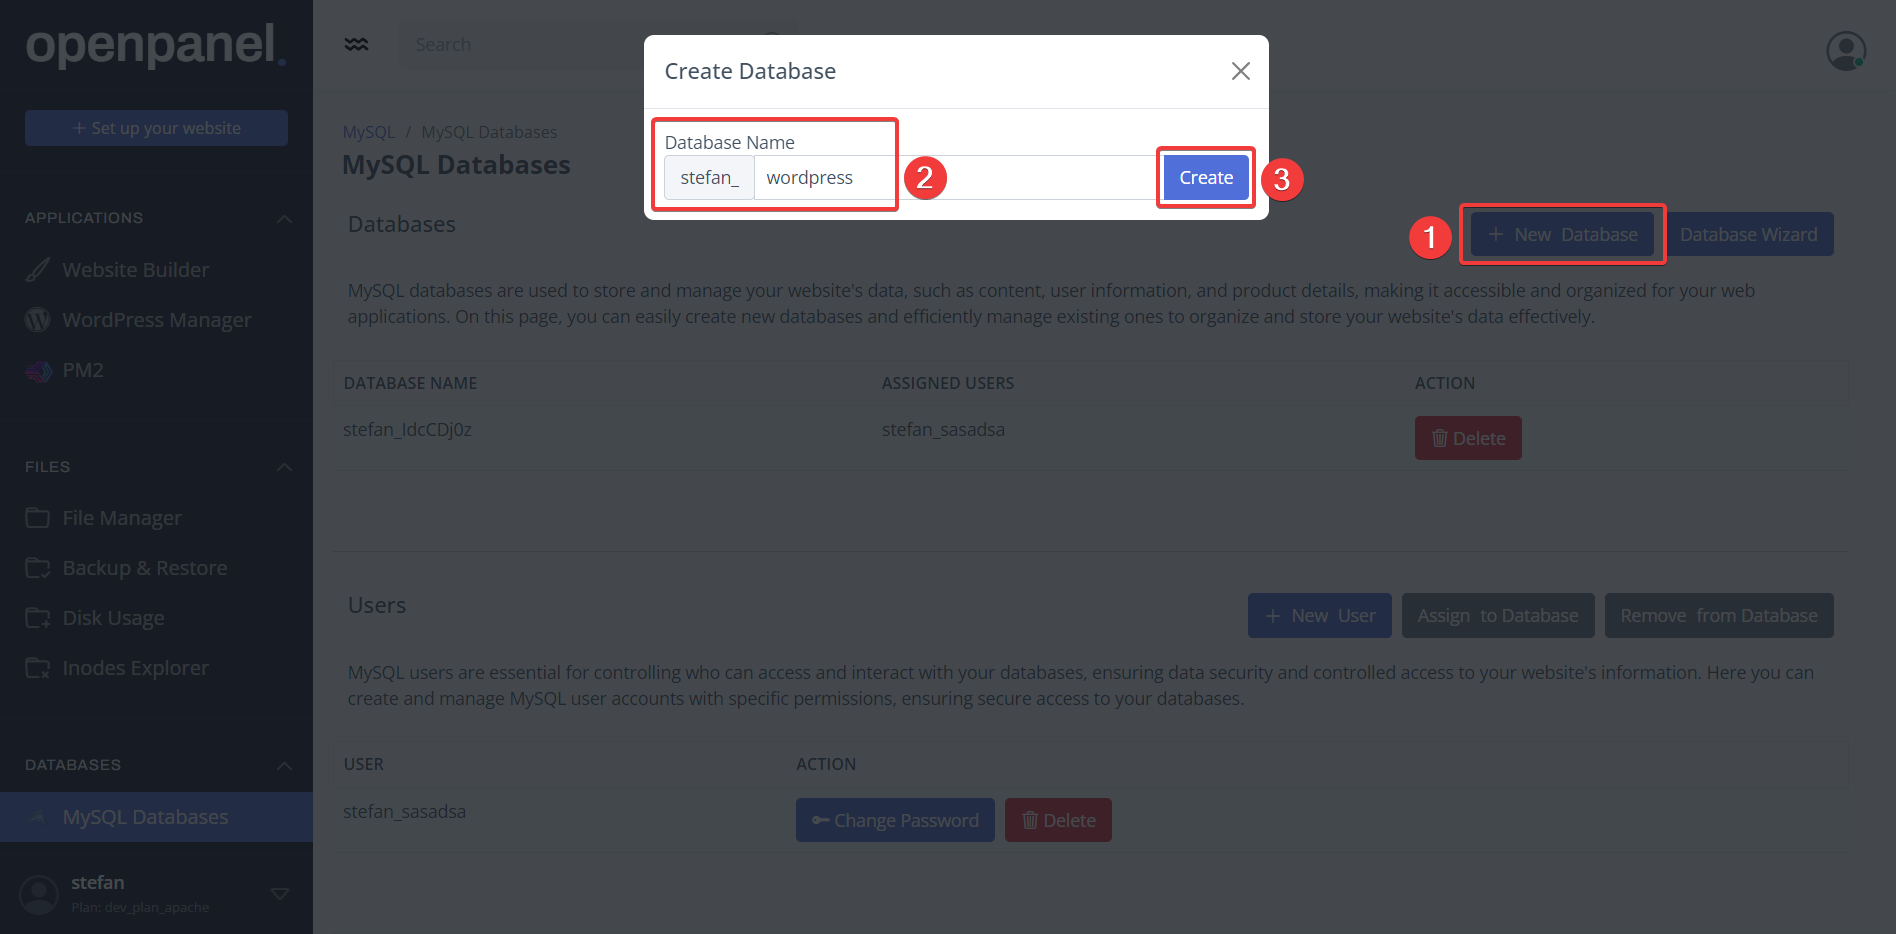 openpanel.
Search
Create Database
+ Set up your website
MySQL / MySQL Databases
MySQL Databases
Database Name
stefan_ wordpress
Create
2
3
APPLICATIONS
Website Builder
WordPress Manager
PM2
Databases
1
+ New Database
Database Wizard
MySQL databases are used to store and manage your website's data, such as content, user information, and product details, making it accessible and organized for your web
applications. On this page, you can easily create new databases and efficiently manage existing ones to organize and store your website's data effectively.
DATABASE NAME ASSIGNED USERS ACTION
stefan_IdcCDj0z stefan_sasadsa Delete
FILES
File Manager
Backup & Restore
Disk Usage
Inodes Explorer
Users
+ New User
Assign to Database
Remove from Database
MySQL users are essential for controlling who can access and interact with your databases, ensuring data security and controlled access to your website's information. Here you can
create and manage MySQL user accounts with specific permissions, ensuring secure access to your databases.
USER ACTION
stefan_sasadsa Change Password Delete
DATABASES
MySQL Databases
stefan
Plan: dev_plan_apache